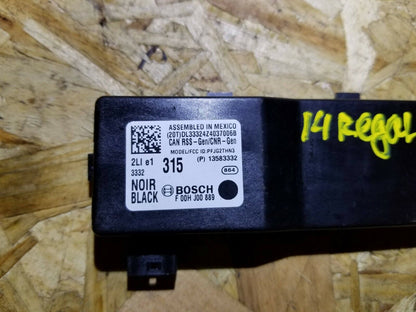 ASSEMBLED IN MEXICO
(20T)DL33324Z4037006B
CAN RSS-Gen/CNR-Gen
MODEL/FCC ID:PFJG2THN3
2LI e1 315 (P) 13583332
3332 864
NOIR
BLACK
BOSCH
F 00H J00 889
14 Regal